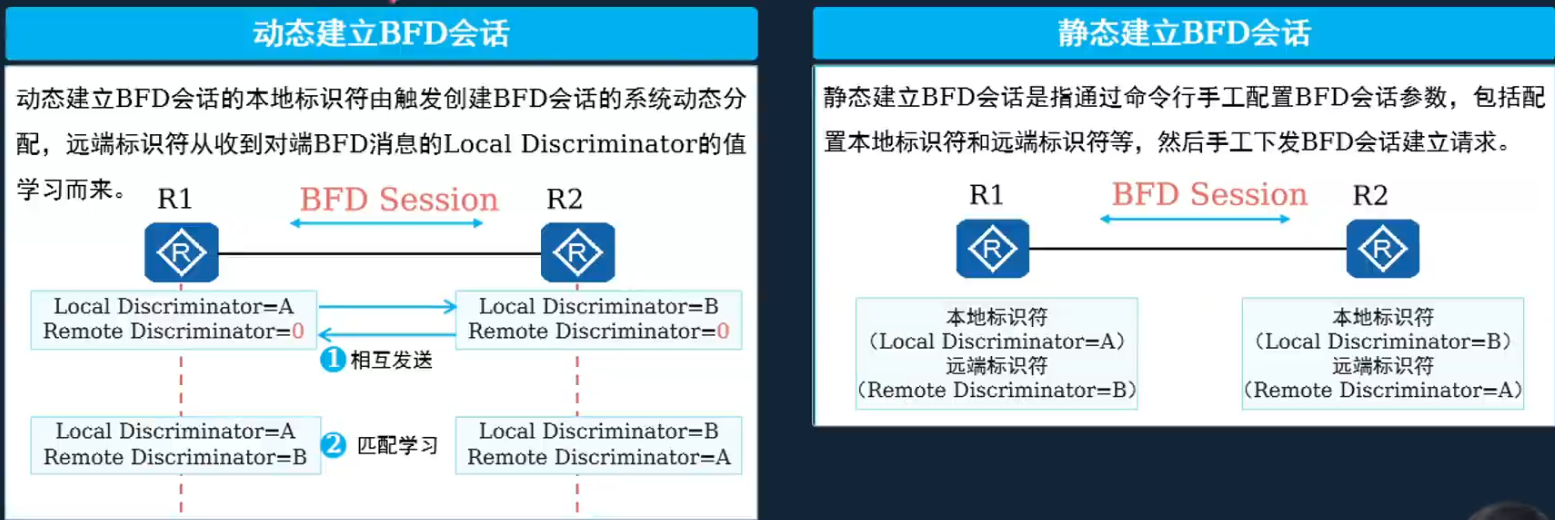 动态建立BFD会话
动态建立BFD会话的本地标识符由触发创建BFD会话的系统动态分
配，远端标识符从收到对端BFD消息的Local Discriminator的值
学习而来。
R1
BFD Session
R2
R
R
Local Discriminator=A
Remote Discriminator=0
Local Discriminator=B
Remote Discriminator=0
1 相互发送
Local Discriminator=A
Remote Discriminator=B
2 匹配学习
Local Discriminator=B
Remote Discriminator=A
静态建立BFD会话
静态建立BFD会话是指通过命令行手工配置BFD会话参数，包括配
置本地标识符和远端标识符等，然后手工下发BFD会话建立请求。
R1
BFD Session
R2
R
R
本地标识符
（Local Discriminator=A）
远端标识符
（Remote Discriminator=B）
本地标识符
（Local Discriminator=B）
远端标识符
（Remote Discriminator=A）